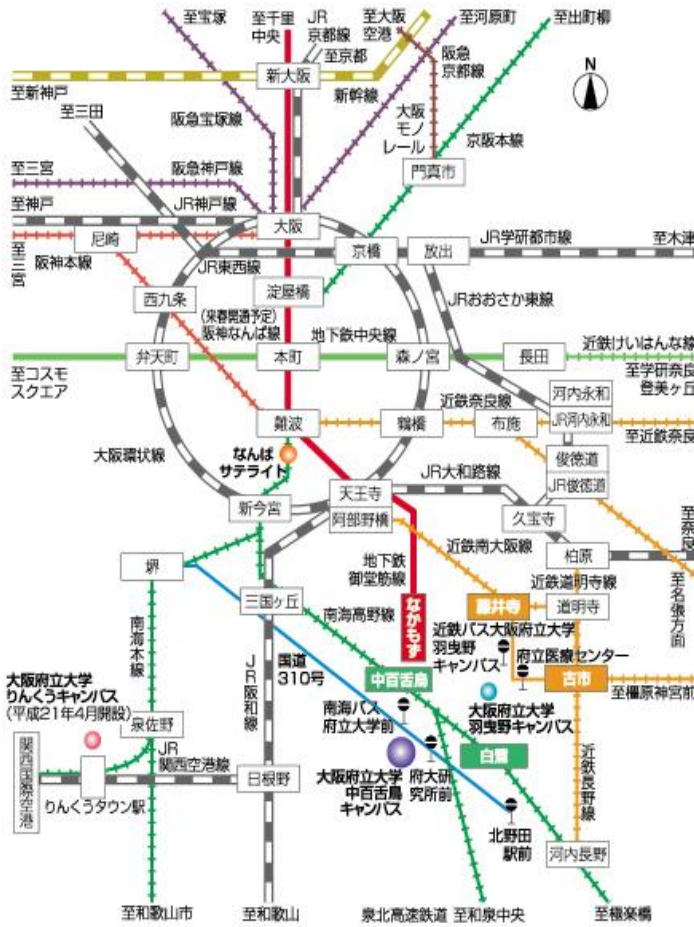 至宝塚
至千里
中央
JR
京都線
至京都
至大阪
空港
至河原町
至出町柳
阪急
京都線
新大阪
至新神戸
新幹線
N
至三田
阪急宝塚線
大阪
モノ
レール
京阪本線
門真市
至三宮
阪急神戸線
至神戸
JR神戸線
大阪
尼崎
京橋
放出
JR学研都市線
至木津
至三宮
阪神本線
JR東西線
淀屋橋
西九条
(来春開通予定)
阪神なんば線
地下鉄中央線
JRおおさか東線
近鉄けいはんな線
弁天町
本町
森ノ宮
長田
至コスモ
スクエア
至学研奈良
登美ヶ丘
河内永和
JR河内永和
難波
近鉄奈良線
鶴橋
布施
至近鉄奈良
なんば
サテライト
俊徳道
JR俊徳道
大阪環状線
JR大和路線
天王寺
新今宮
阿部野橋
久宝寺
至奈良
近鉄南大阪線
柏原
堺
地下鉄
御堂筋線
近鉄道明寺線
至名張方面
三国ヶ丘
南海高野線
なかもず
藤井寺
道明寺
南海本線
近鉄バス大阪府立大学
羽曳野
キャンパス
府立医療センター
JR阪和線
国道
310号
中百舌鳥
古市
至橿原神宮前
大阪府立大学
りんくうキャンパス
(平成21年4月開設)
南海バス
府立大学前
大阪府立大学
羽曳野キャンパス
泉佐野
白鷺
近鉄長野線
関西国際空港
JR
関西空港線
日根野
大阪府立大学
中百舌鳥
キャンパス
府大研
究所前
りんくうタウン駅
北野田
駅前
河内長野
至和歌山市
至和歌山
泉北高速鉄道
至和泉中央
至極楽橋